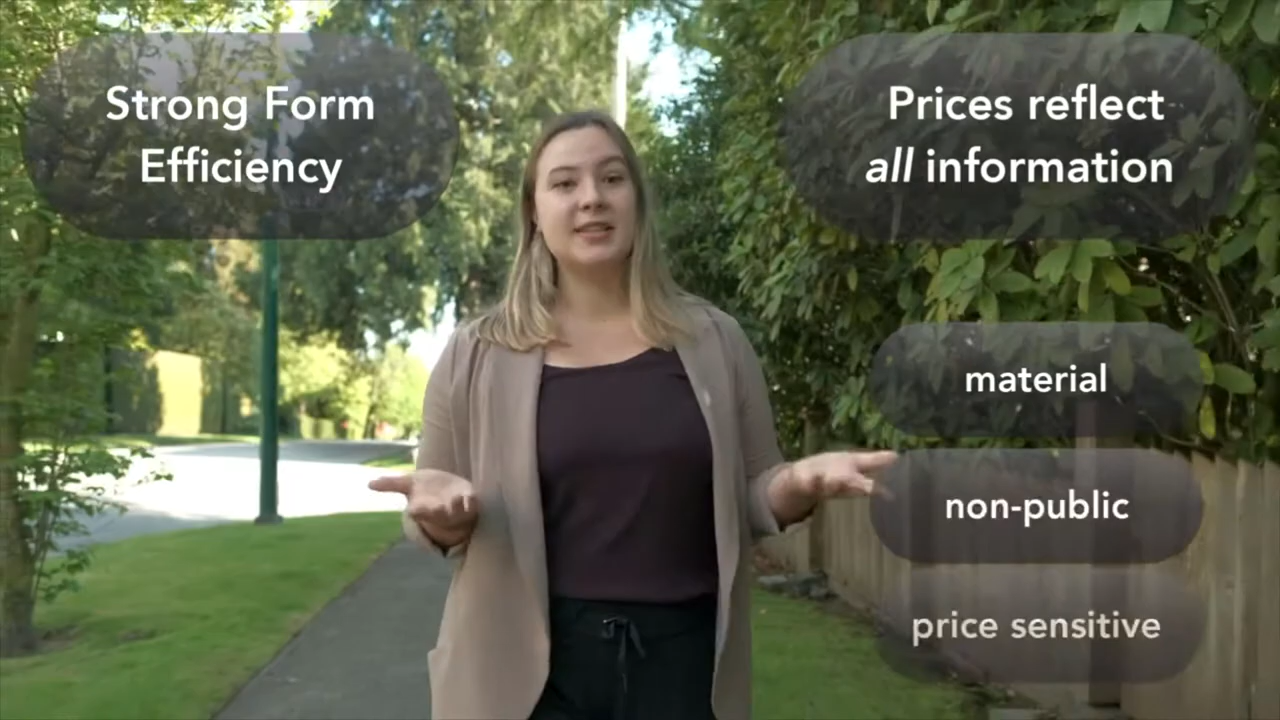 Strong Form
Efficiency
Prices reflect
all information
material
non-public
price sensitive